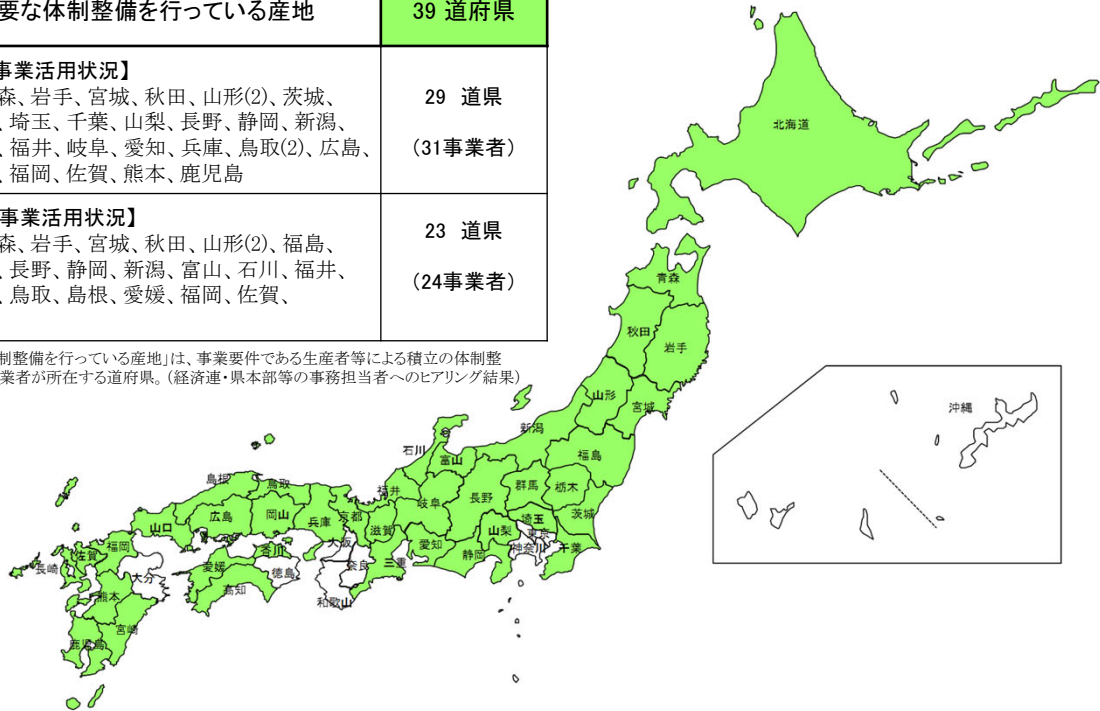 要な体制整備を行っている産地
39 道府県
事業活用状況】
森、岩手、宮城、秋田、山形(2)、茨城、
、埼玉、千葉、山梨、長野、静岡、新潟、
、福井、岐阜、愛知、兵庫、鳥取(2)、広島、
、福岡、佐賀、熊本、鹿児島
29 道県
(31事業者)
事業活用状況】
森、岩手、宮城、秋田、山形(2)、福島、
、長野、静岡、新潟、富山、石川、福井、
、鳥取、島根、愛媛、福岡、佐賀、
23 道県
(24事業者)
制整備を行っている産地」は、事業要件である生産者等による積立の体制整
業者が所在する道府県。(経済連・県本部等の事務担当者へのヒアリング結果)
北海道
青森
秋田
岩手
山形
宮城
新潟
福島
石川
富山
群馬
栃木
長野
茨城
福井
岐阜
埼玉
東京
山梨
神奈川
千葉
静岡
愛知
島根
鳥取
京都
滋賀
兵庫
岡山
広島
山口
大阪
奈良
三重
和歌山
香川
徳島
愛媛
高知
福岡
佐賀
長崎
大分
熊本
宮崎
鹿児島
沖縄